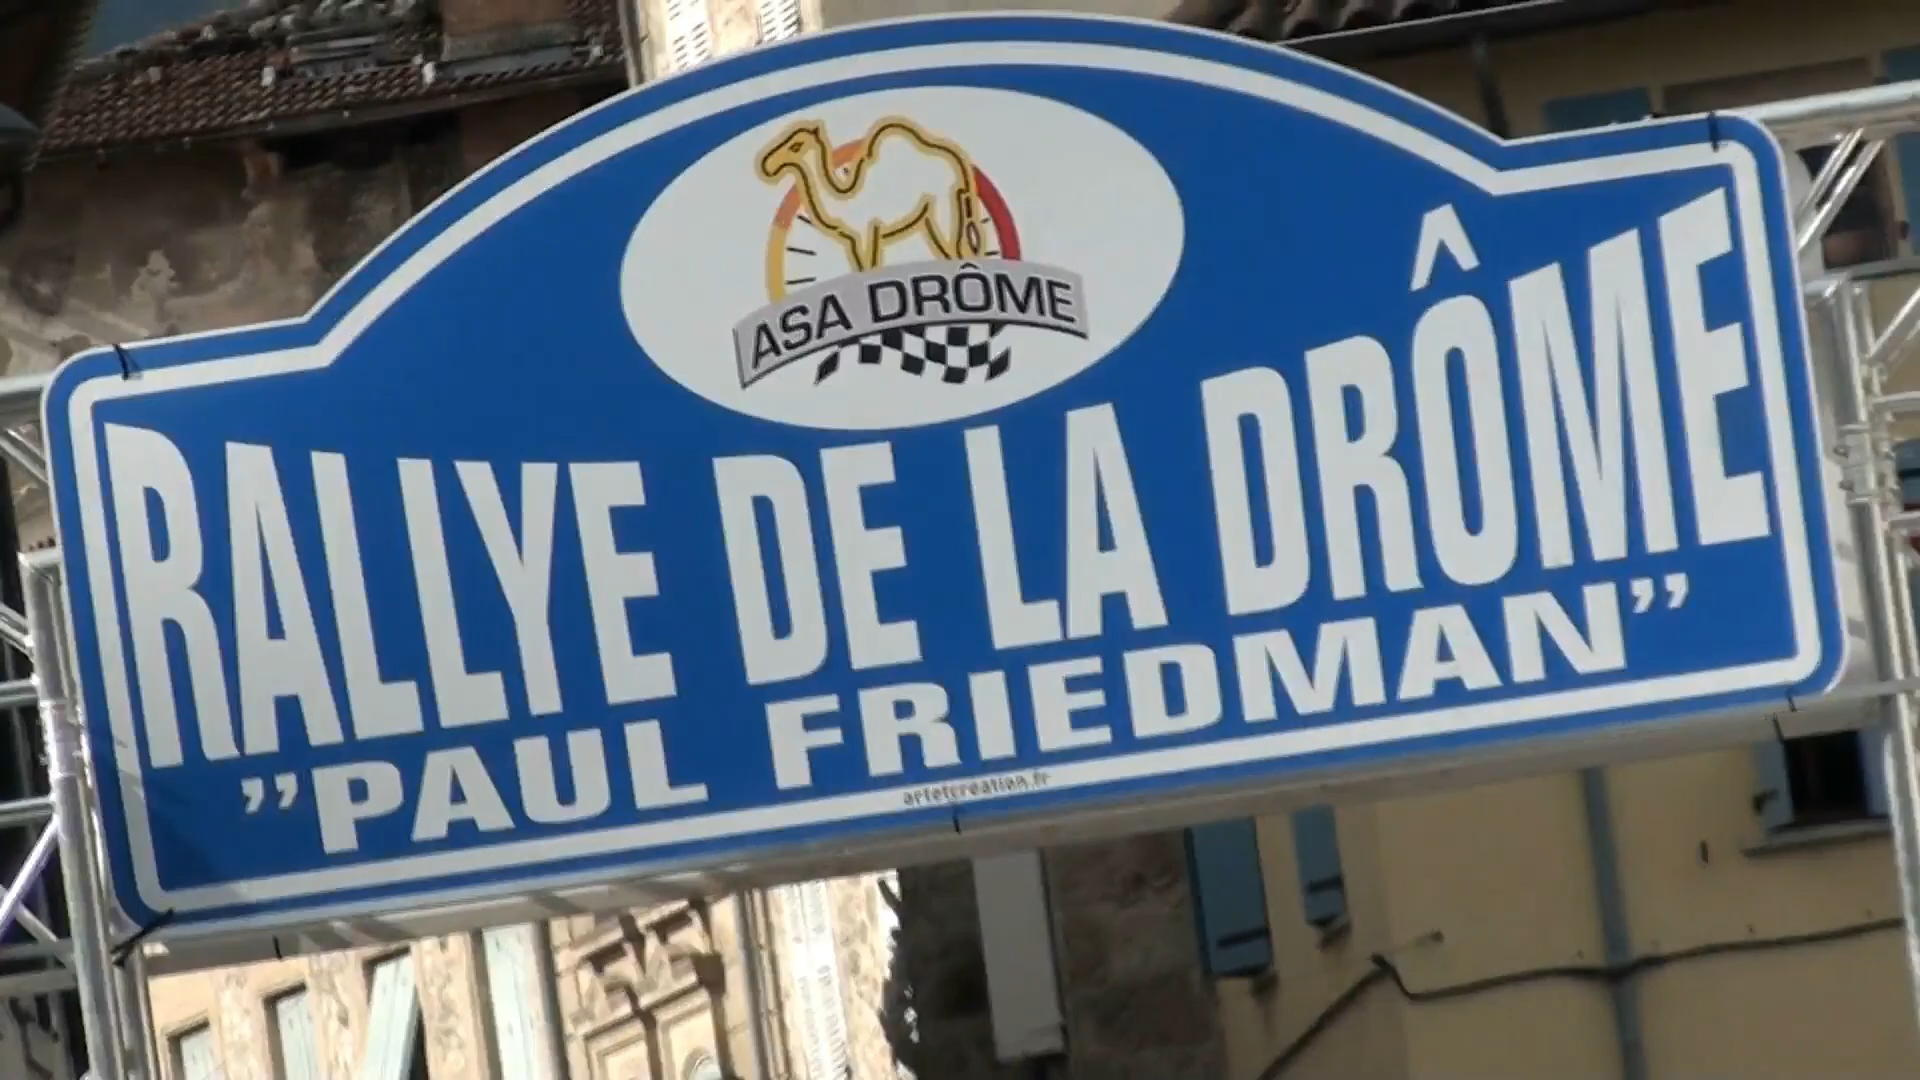 ASA DRÔME
RALLYE DE LA DRÔME
”PAUL FRIEDMAN”
artetcreation.fr